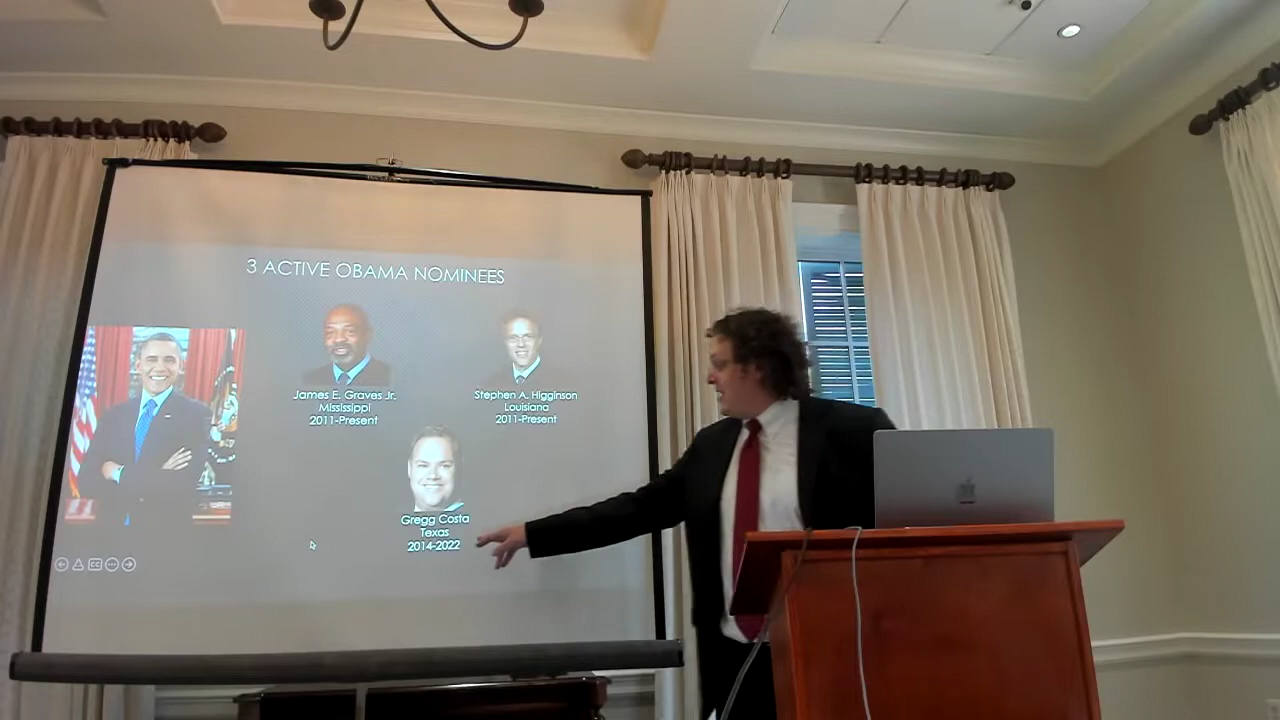 3 ACTIVE OBAMA NOMINEES
James E. Graves Jr.
Mississippi
2011-Present
Stephen A. Higginson
Louisiana
2011-Present
Gregg Costa
Texas
2014-2022
CC